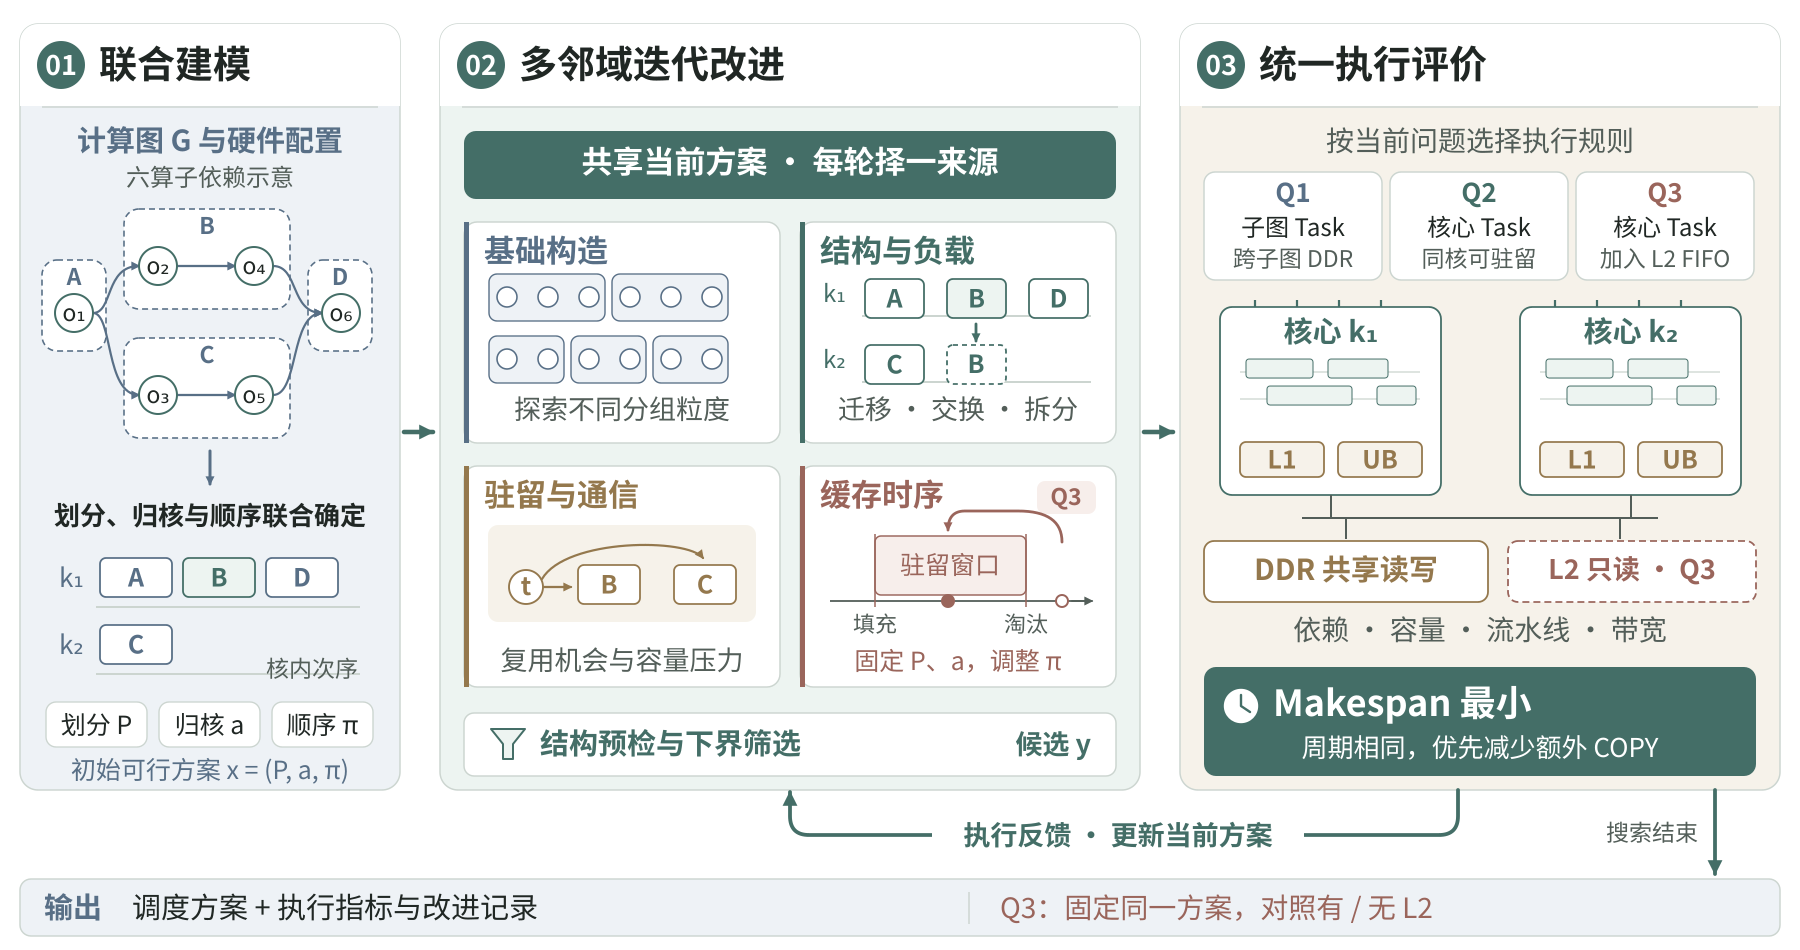 01 联合建模
计算图 G 与硬件配置
六算子依赖示意
B
o₂ o₄
A
o₁
D
o₆
C
o₃ o₅
划分、归核与顺序联合确定
k₁ A B D
k₂ C
核内次序
划分 P 归核 a 顺序 π
初始可行方案 x = (P, a, π)
02 多邻域迭代改进
共享当前方案 · 每轮择一来源
基础构造
探索不同分组粒度
结构与负载
k₁ A B D
k₂ C B
迁移 · 交换 · 拆分
驻留与通信
t B C
复用机会与容量压力
缓存时序 Q3
驻留窗口
填充 淘汰
固定 P、a，调整 π
结构预检与下界筛选 候选 y
03 统一执行评价
按当前问题选择执行规则
Q1
子图 Task
跨子图 DDR
Q2
核心 Task
同核可驻留
Q3
核心 Task
加入 L2 FIFO
核心 k₁
L1 UB
核心 k₂
L1 UB
DDR 共享读写 L2 只读 · Q3
依赖 · 容量 · 流水线 · 带宽
Makespan 最小
周期相同，优先减少额外 COPY
执行反馈 · 更新当前方案
搜索结束
输出 调度方案 + 执行指标与改进记录 Q3：固定同一方案，对照有 / 无 L2